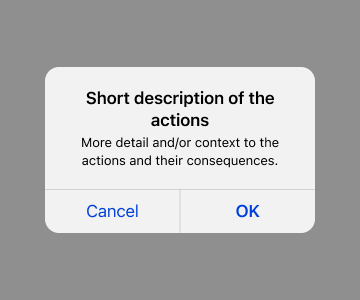 Short description of the
actions
More detail and/or context to the
actions and their consequences.
Cancel
OK